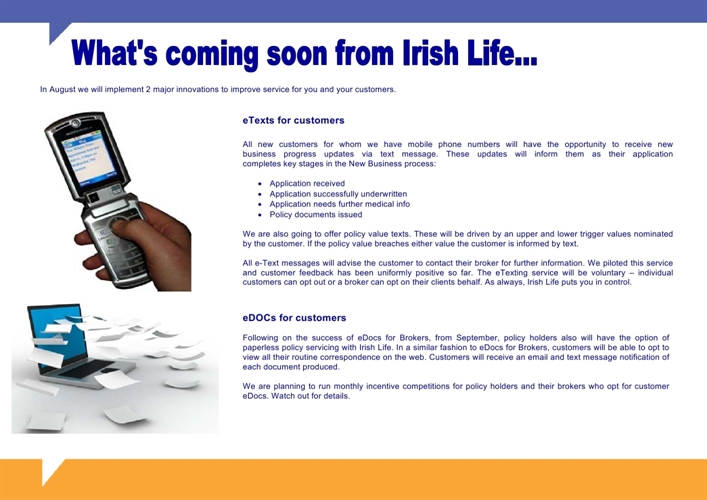 What's coming soon from Irish Life...
In August we will implement 2 major innovations to improve service for you and your customers.
eTexts for customers
All new customers for whom we have mobile phone numbers will have the opportunity to receive new
business progress updates via text message. These updates will inform them as their application
completes key stages in the New Business process:
• Application received
• Application successfully underwritten
• Application needs further medical info
• Policy documents issued
We are also going to offer policy value texts. These will be driven by an upper and lower trigger values nominated
by the customer. If the policy value breaches either value the customer is informed by text.
All e-Text messages will advise the customer to contact their broker for further information. We piloted this service
and customer feedback has been uniformly positive so far. The eTexting service will be voluntary – individual
customers can opt out or a broker can opt on their clients behalf. As always, Irish Life puts you in control.
eDOCs for customers
Following on the success of eDocs for Brokers, from September, policy holders also will have the option of
paperless policy servicing with Irish Life. In a similar fashion to eDocs for Brokers, customers will be able to opt to
view all their routine correspondence on the web. Customers will receive an email and text message notification of
each document produced.
We are planning to run monthly incentive competitions for policy holders and their brokers who opt for customer
eDocs. Watch out for details.